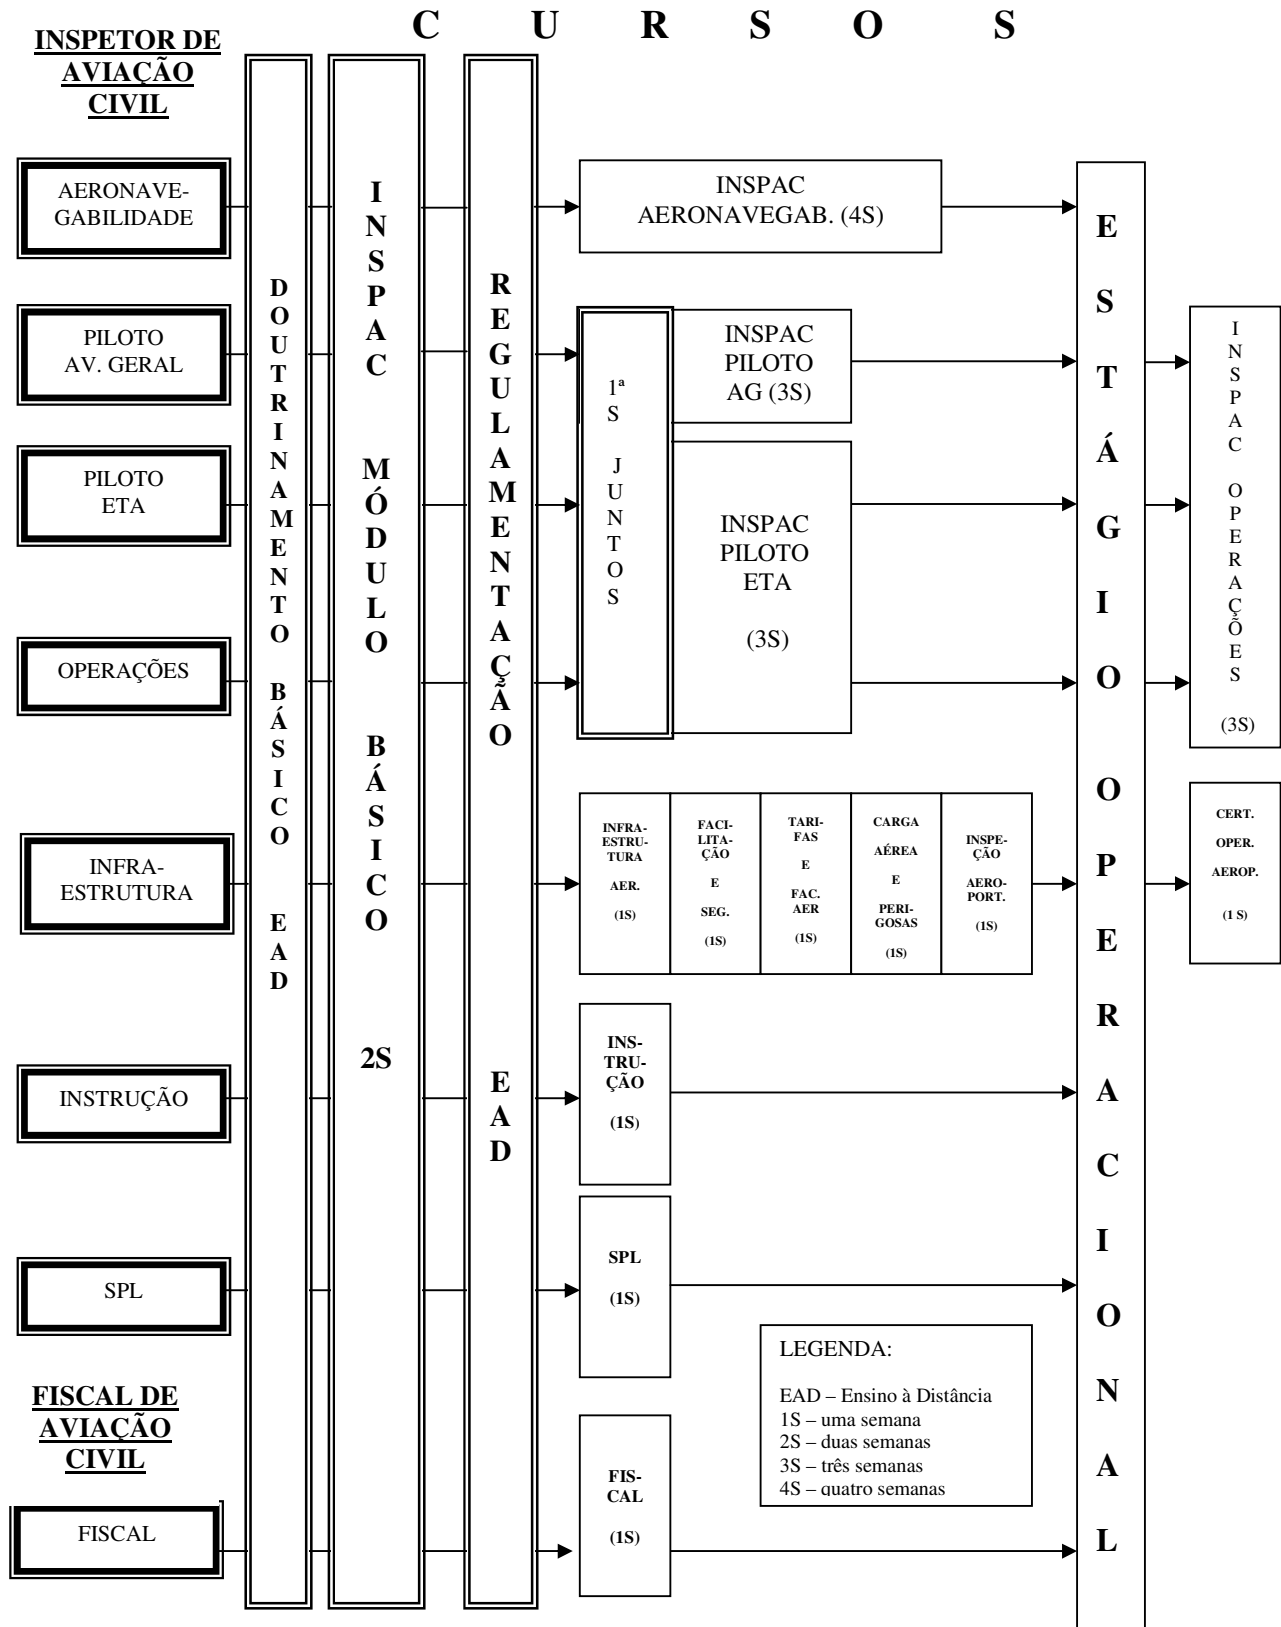 C U R S O S
INSPETOR DE
AVIAÇÃO
CIVIL
AERONAVE-
GABILIDADE
PILOTO
AV. GERAL
PILOTO
ETA
OPERAÇÕES
INFRA-
ESTRUTURA
INSTRUÇÃO
SPL
FISCAL DE
AVIAÇÃO
CIVIL
FISCAL
DOUTRINAMENTO BÁSICO EAD
INSPAC MÓDULO BÁSICO 2S
REGULAMENTAÇÃO EAD
INSPAC
AERONAVEGAB. (4S)
1ª
S JUNTOS
INSPAC
PILOTO
AG (3S)
INSPAC
PILOTO
ETA
(3S)
INFRA-
ESTRU-
TURA
AER.
(1S)
FACI-
LITA-
ÇÃO
E
SEG.
(1S)
TARI-
FAS
E
FAC.
AER
(1S)
CARGA
AÉREA
E
PERI-
GOSAS
(1S)
INSPE-
ÇÃO
AERO-
PORT.
(1S)
INS-
TRU-
ÇÃO
(1S)
SPL
(1S)
FIS-
CAL
(1S)
LEGENDA:
EAD – Ensino à Distância
1S – uma semana
2S – duas semanas
3S – três semanas
4S – quatro semanas
ESTÁGIO OPERACIONAL
INSPAC OPERAÇÕES
(3S)
CERT.
OPER.
AEROP.
(1 S)